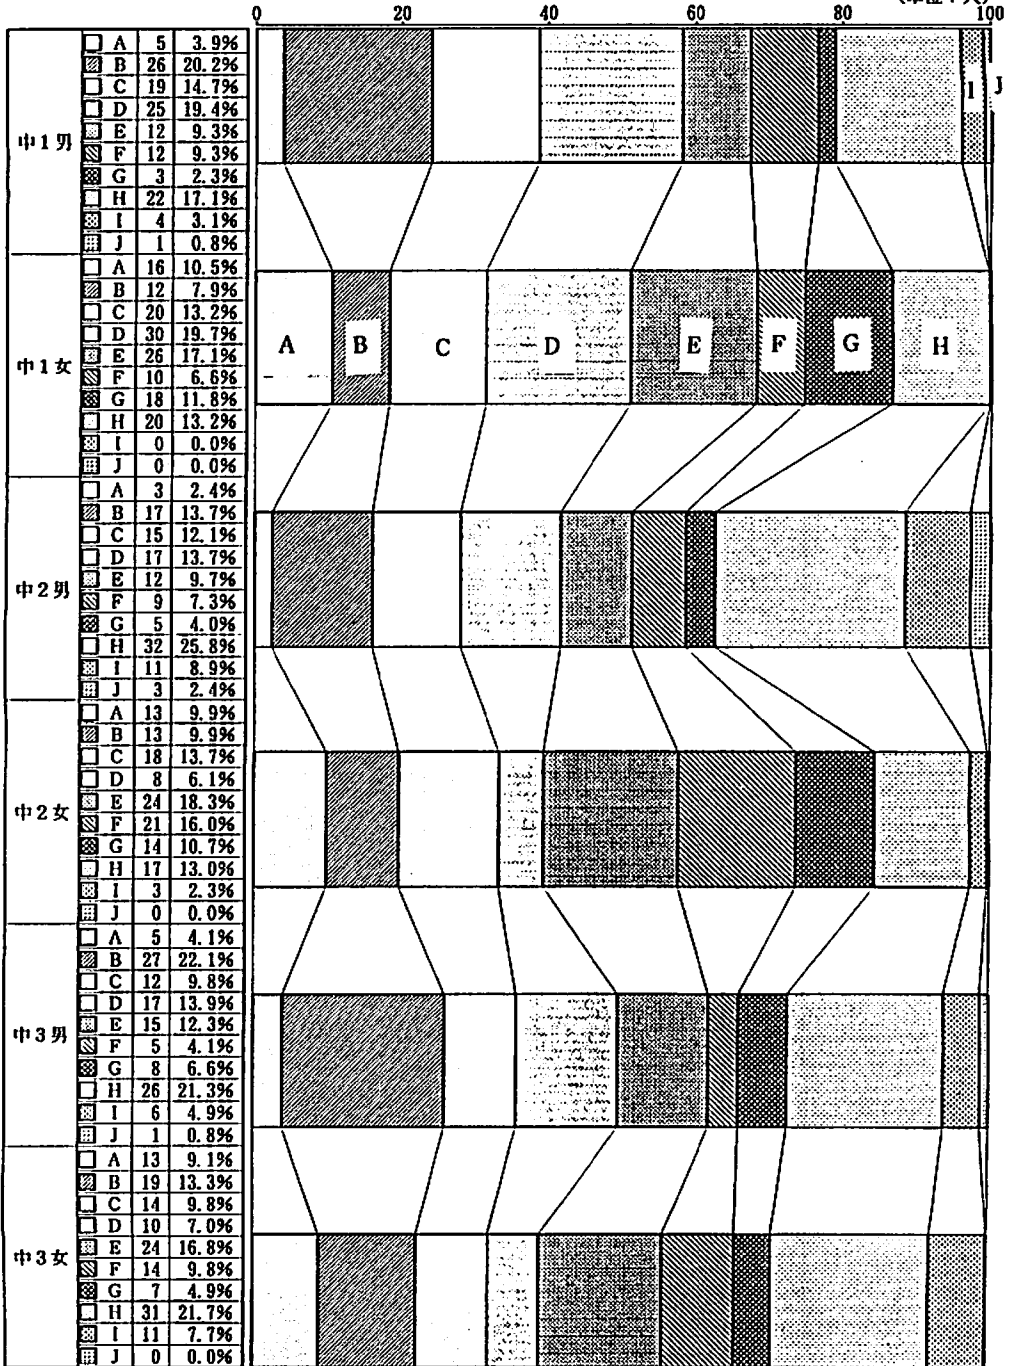 0 20 40 60 80 100
中1男
A 5 3.9%
B 26 20.2%
C 19 14.7%
D 25 19.4%
E 12 9.3%
F 12 9.3%
G 3 2.3%
H 22 17.1%
I 4 3.1%
J 1 0.8%
I J
中1女
A 16 10.5%
B 12 7.9%
C 20 13.2%
D 30 19.7%
E 26 17.1%
F 10 6.6%
G 18 11.8%
H 20 13.2%
I 0 0.0%
J 0 0.0%
A B C D E F G H
中2男
A 3 2.4%
B 17 13.7%
C 15 12.1%
D 17 13.7%
E 12 9.7%
F 9 7.3%
G 5 4.0%
H 32 25.8%
I 11 8.9%
J 3 2.4%
中2女
A 13 9.9%
B 13 9.9%
C 18 13.7%
D 8 6.1%
E 24 18.3%
F 21 16.0%
G 14 10.7%
H 17 13.0%
I 3 2.3%
J 0 0.0%
中3男
A 5 4.1%
B 27 22.1%
C 12 9.8%
D 17 13.9%
E 15 12.3%
F 5 4.1%
G 8 6.6%
H 26 21.3%
I 6 4.9%
J 1 0.8%
中3女
A 13 9.1%
B 19 13.3%
C 14 9.8%
D 10 7.0%
E 24 16.8%
F 14 9.8%
G 7 4.9%
H 31 21.7%
I 11 7.7%
J 0 0.0%